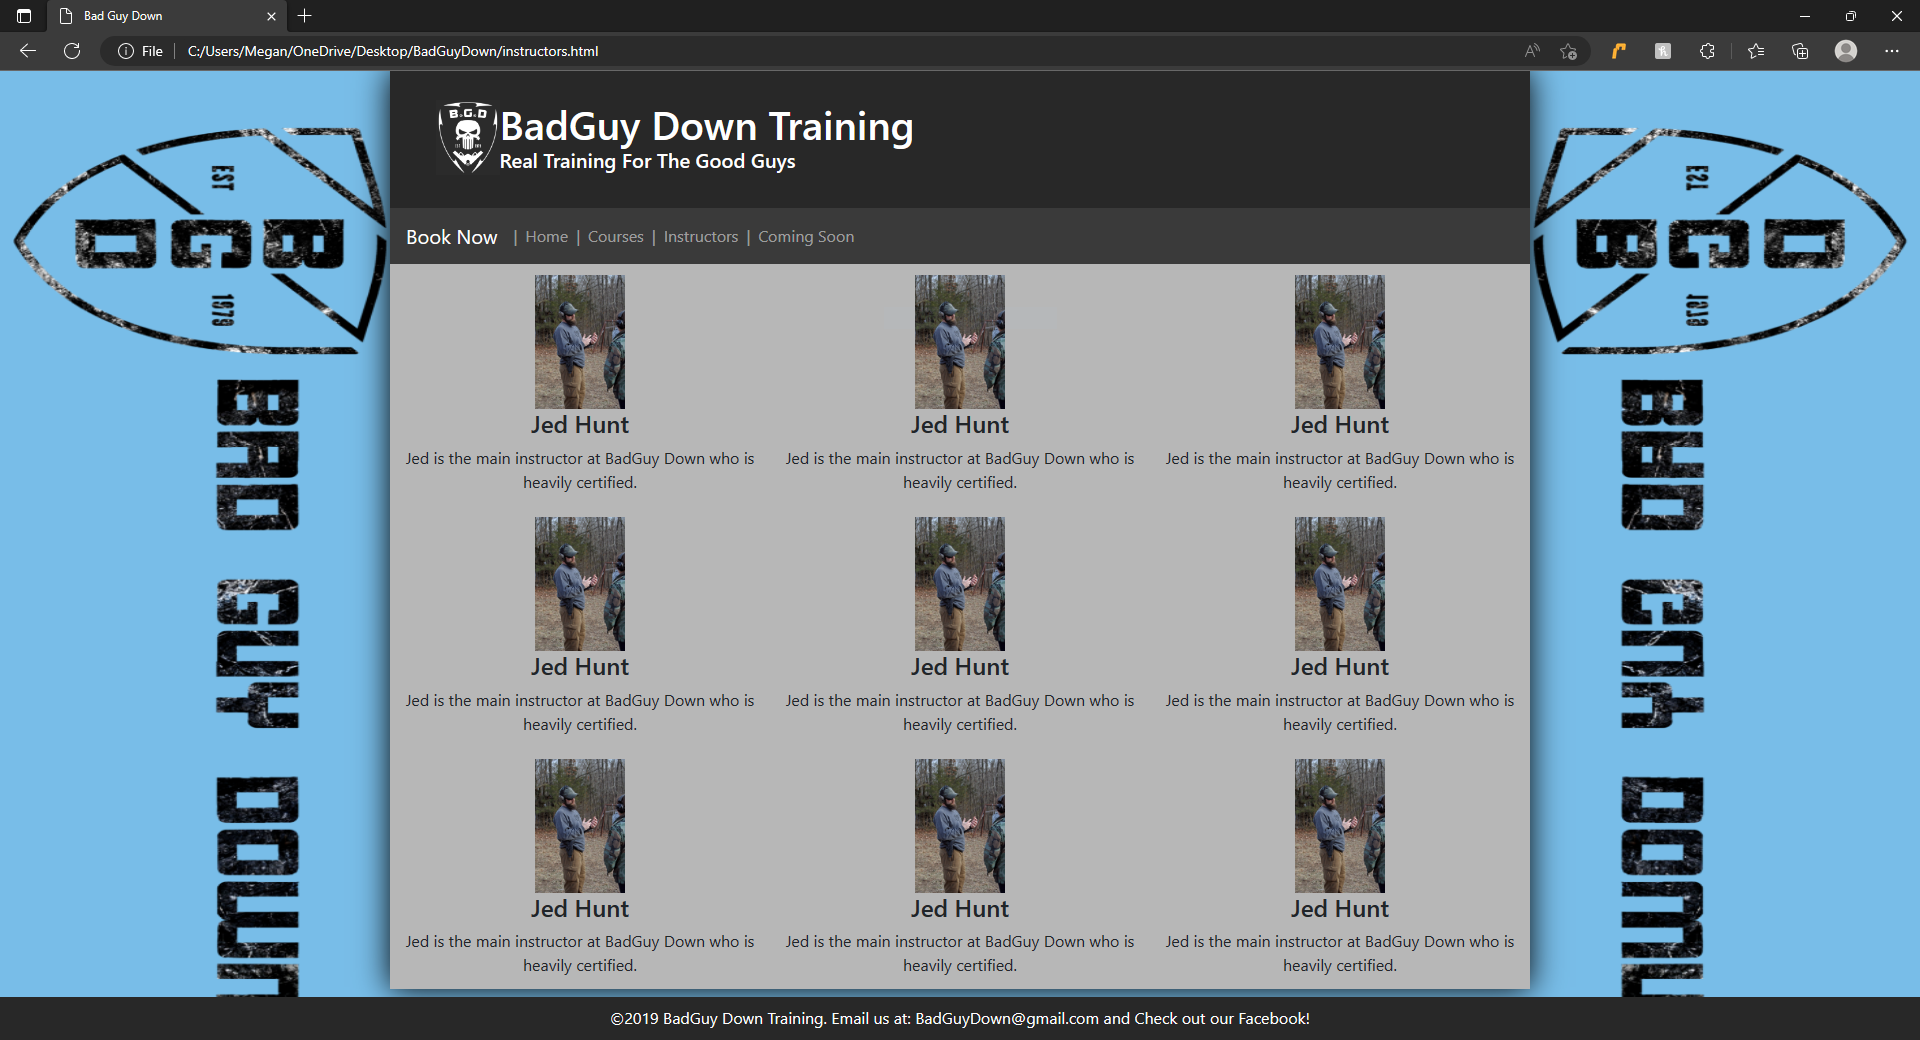 Bad Guy Down
File
C:/Users/Megan/OneDrive/Desktop/BadGuyDown/instructors.html
B.G.D
BadGuy Down Training
Real Training For The Good Guys
Book Now | Home | Courses | Instructors | Coming Soon
Jed Hunt Jed Hunt Jed Hunt
Jed is the main instructor at BadGuy Down who is Jed is the main instructor at BadGuy Down who is Jed is the main instructor at BadGuy Down who is
heavily certified. heavily certified. heavily certified.
Jed Hunt Jed Hunt Jed Hunt
Jed is the main instructor at BadGuy Down who is Jed is the main instructor at BadGuy Down who is Jed is the main instructor at BadGuy Down who is
heavily certified. heavily certified. heavily certified.
Jed Hunt Jed Hunt Jed Hunt
Jed is the main instructor at BadGuy Down who is Jed is the main instructor at BadGuy Down who is Jed is the main instructor at BadGuy Down who is
heavily certified. heavily certified. heavily certified.
EST
BGD
1979
BAD GUY DOWN
EST
BGD
1979
BAD GUY DOWN
©2019 BadGuy Down Training. Email us at: BadGuyDown@gmail.com and Check out our Facebook!